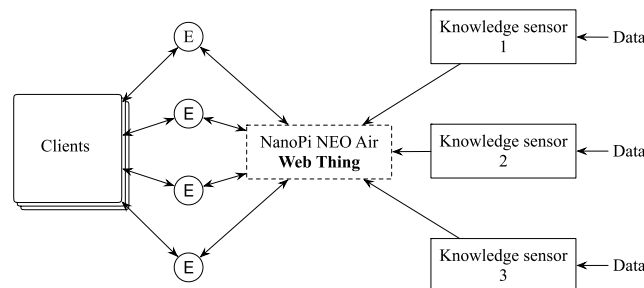 E
Knowledge sensor
1
Data
E
Clients
NanoPi NEO Air
Web Thing
Knowledge sensor
2
Data
E
E
Knowledge sensor
3
Data